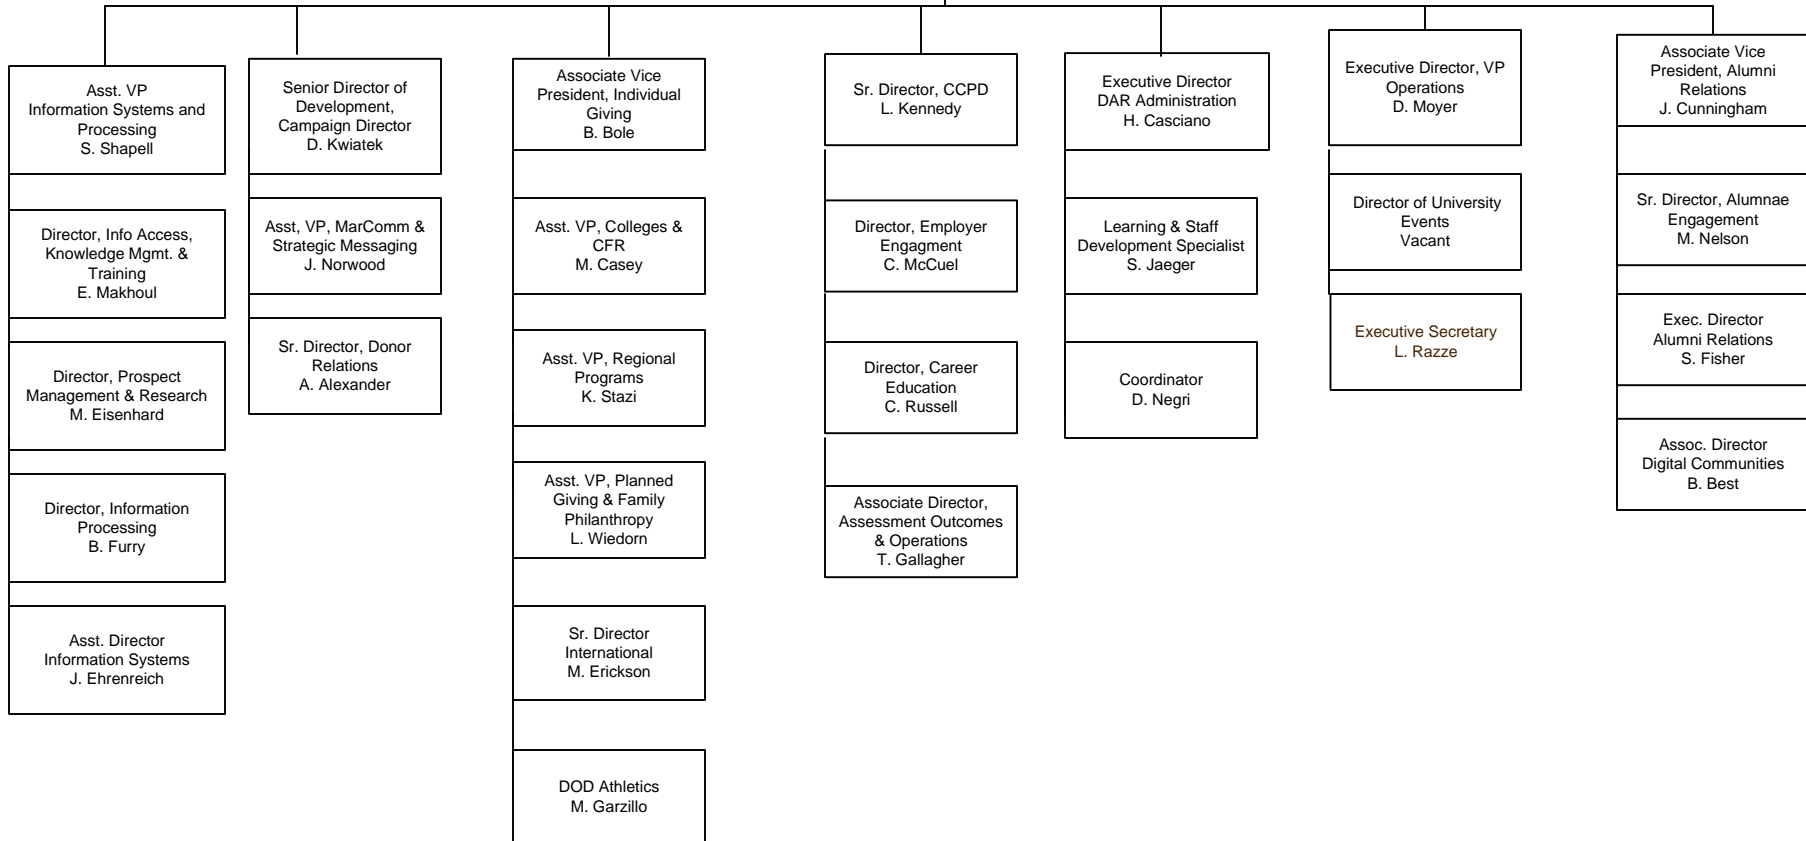 Asst. VP
Information Systems and
Processing
S. Shapell
Director, Info Access,
Knowledge Mgmt. &
Training
E. Makhoul
Director, Prospect
Management & Research
M. Eisenhard
Director, Information
Processing
B. Furry
Asst. Director
Information Systems
J. Ehrenreich
Senior Director of
Development,
Campaign Director
D. Kwiatek
Asst, VP, MarComm &
Strategic Messaging
J. Norwood
Sr. Director, Donor
Relations
A. Alexander
Associate Vice
President, Individual
Giving
B. Bole
Asst. VP, Colleges &
CFR
M. Casey
Asst. VP, Regional
Programs
K. Stazi
Asst. VP, Planned
Giving & Family
Philanthropy
L. Wiedorn
Sr. Director
International
M. Erickson
DOD Athletics
M. Garzillo
Sr. Director, CCPD
L. Kennedy
Director, Employer
Engagment
C. McCuel
Director, Career
Education
C. Russell
Associate Director,
Assessment Outcomes
& Operations
T. Gallagher
Executive Director
DAR Administration
H. Casciano
Learning & Staff
Development Specialist
S. Jaeger
Coordinator
D. Negri
Executive Director, VP
Operations
D. Moyer
Director of University
Events
Vacant
Executive Secretary
L. Razze
Associate Vice
President, Alumni
Relations
J. Cunningham
Sr. Director, Alumnae
Engagement
M. Nelson
Exec. Director
Alumni Relations
S. Fisher
Assoc. Director
Digital Communities
B. Best